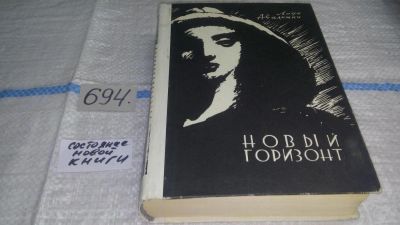 694.
СОСТОЯНИЕ
НОВОЙ
КНИГИ
НОВЫЙ
ГОРИЗОНТ